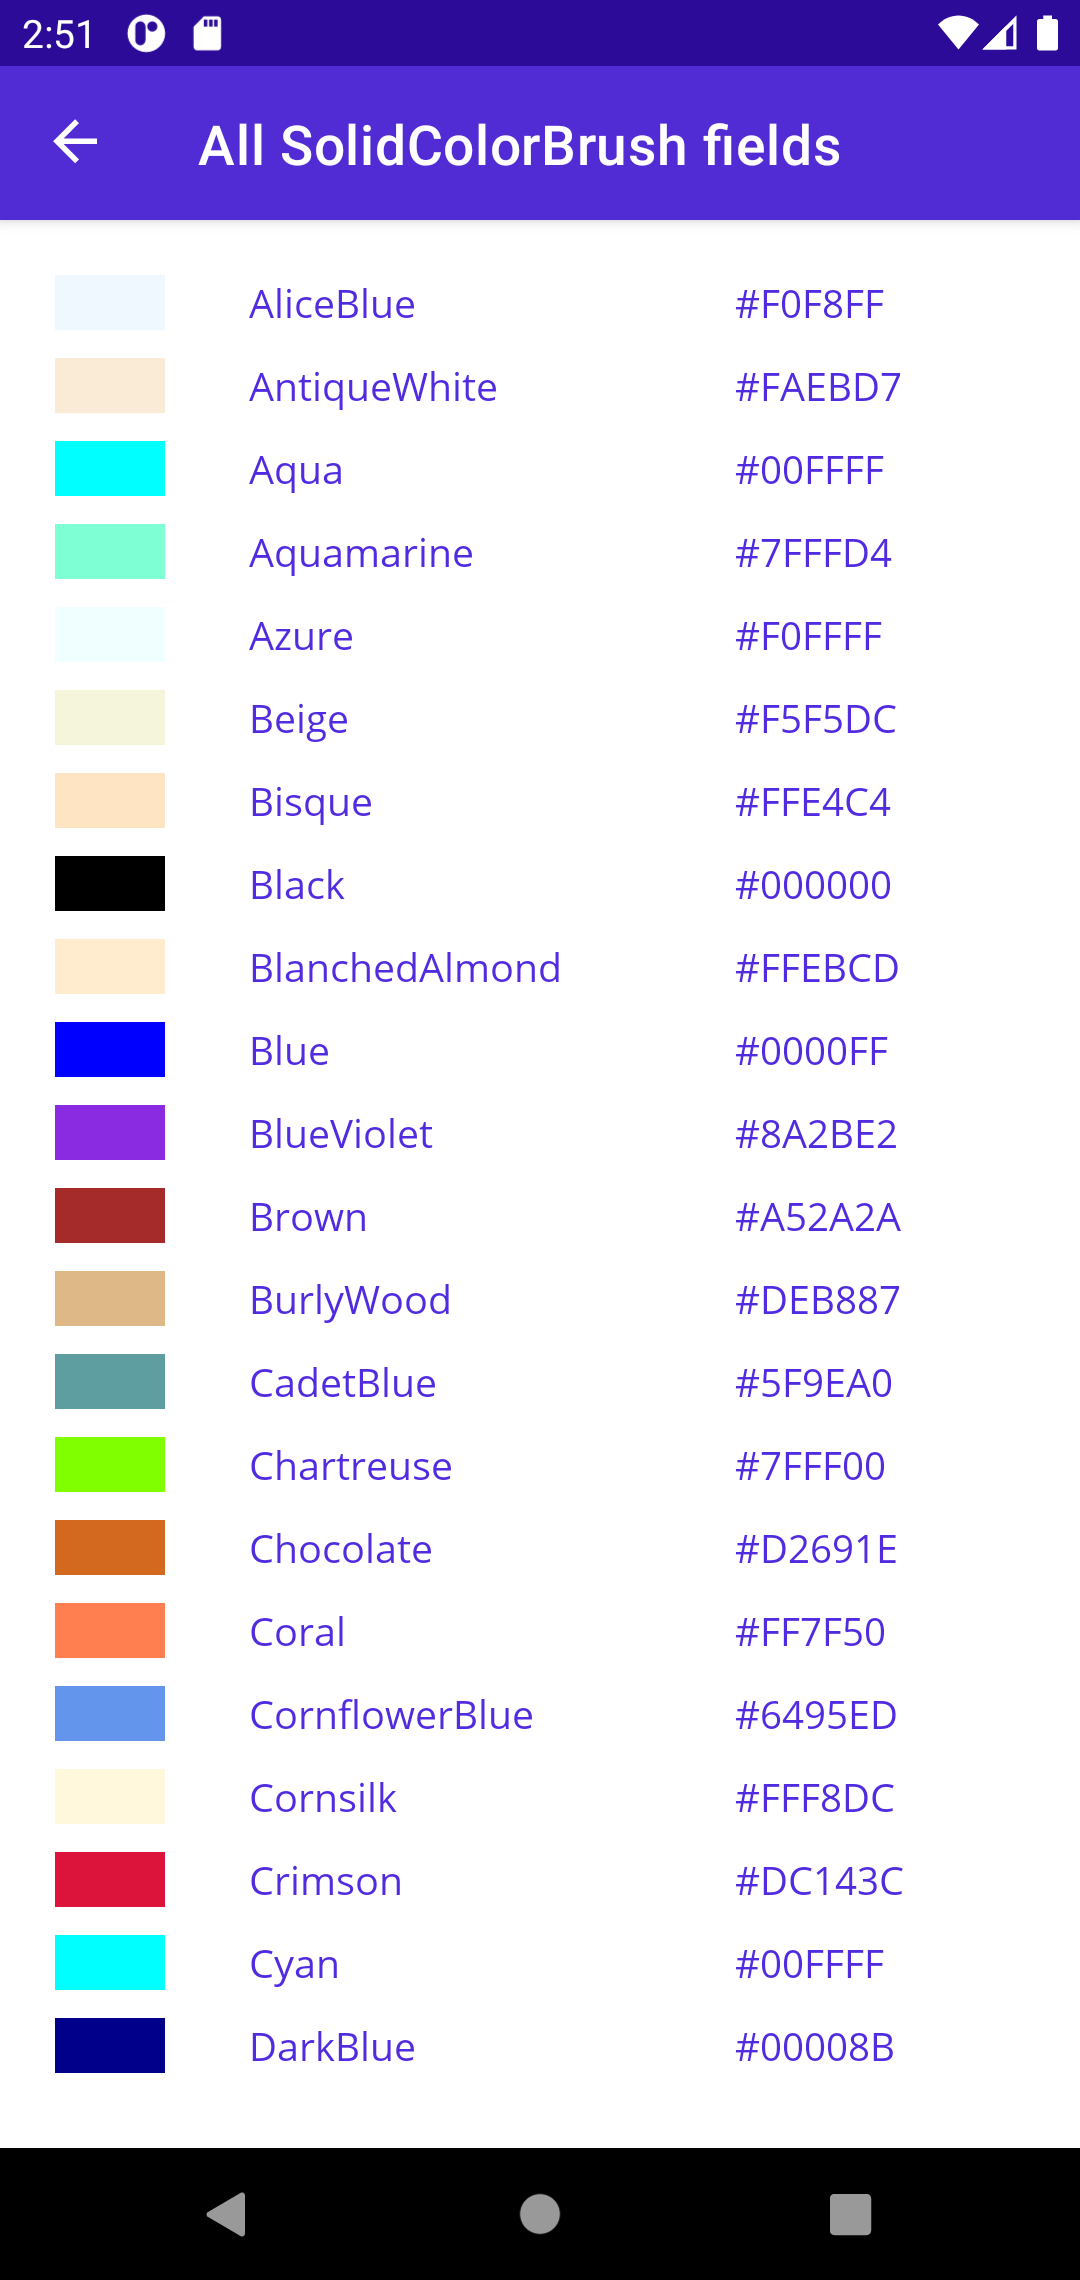 2:51
All SolidColorBrush fields
AliceBlue #F0F8FF
AntiqueWhite #FAEBD7
Aqua #00FFFF
Aquamarine #7FFFD4
Azure #F0FFFF
Beige #F5F5DC
Bisque #FFE4C4
Black #000000
BlanchedAlmond #FFEBCD
Blue #0000FF
BlueViolet #8A2BE2
Brown #A52A2A
BurlyWood #DEB887
CadetBlue #5F9EA0
Chartreuse #7FFF00
Chocolate #D2691E
Coral #FF7F50
CornflowerBlue #6495ED
Cornsilk #FFF8DC
Crimson #DC143C
Cyan #00FFFF
DarkBlue #00008B